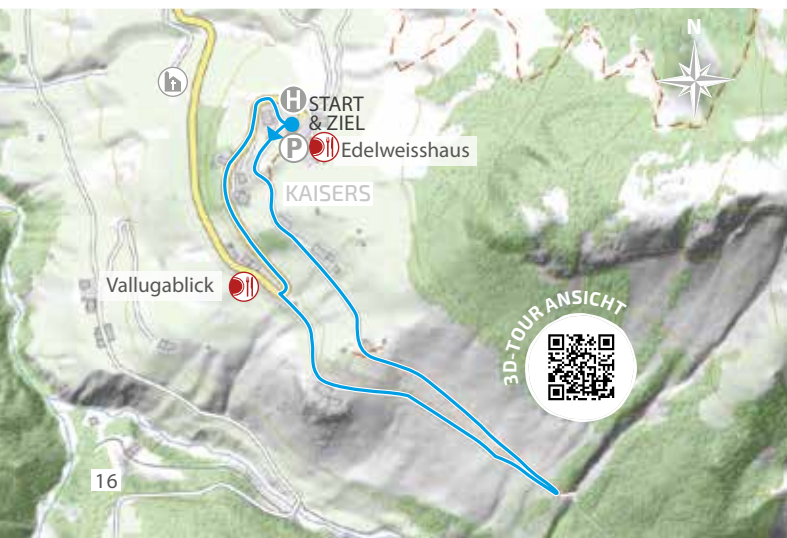 N
H START
& ZIEL
P Edelweisshaus
KAISERS
Vallugablick
3D-TOUR ANSICHT
16